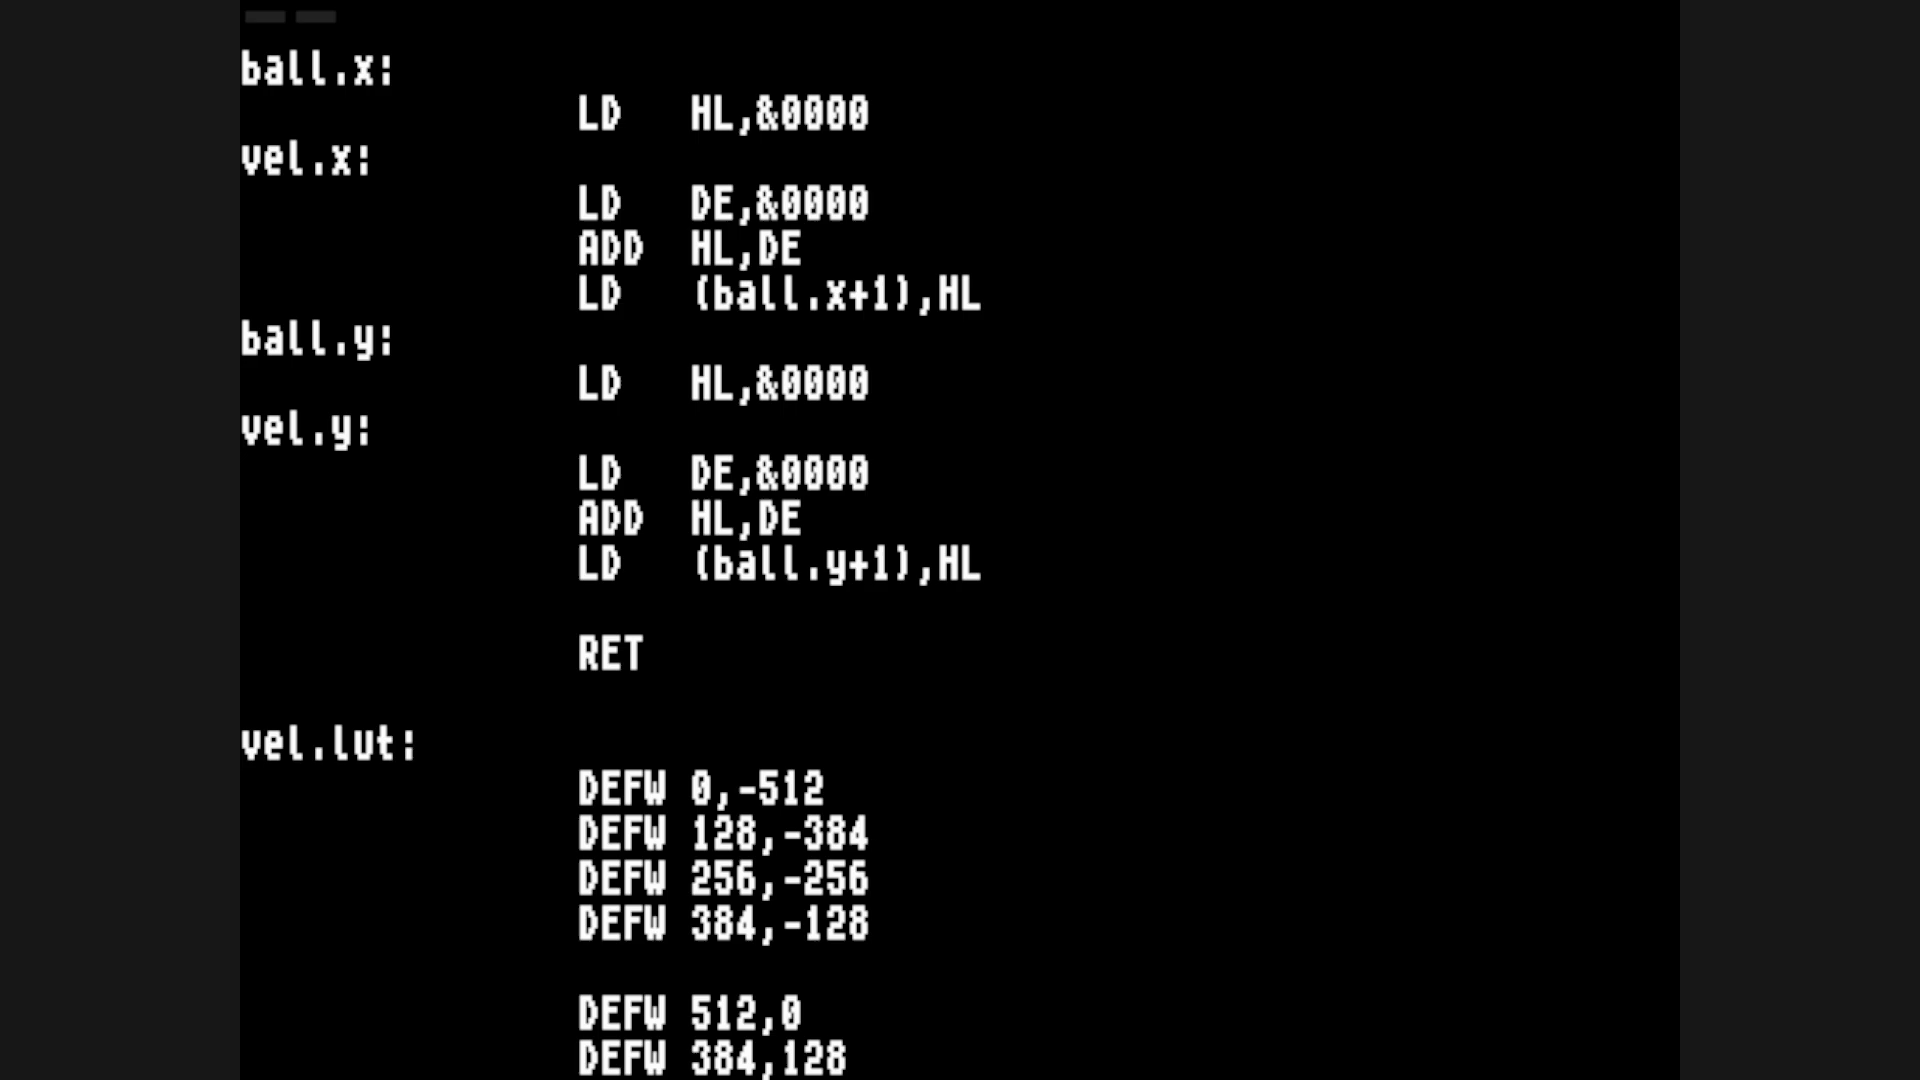 ball.x:
LD HL,&0000
vel.x:
LD DE,&0000
ADD HL,DE
LD (ball.x+1),HL
ball.y:
LD HL,&0000
vel.y:
LD DE,&0000
ADD HL,DE
LD (ball.y+1),HL
RET
vel.lut:
DEFW 0,-512
DEFW 128,-384
DEFW 256,-256
DEFW 384,-128
DEFW 512,0
DEFW 384,128